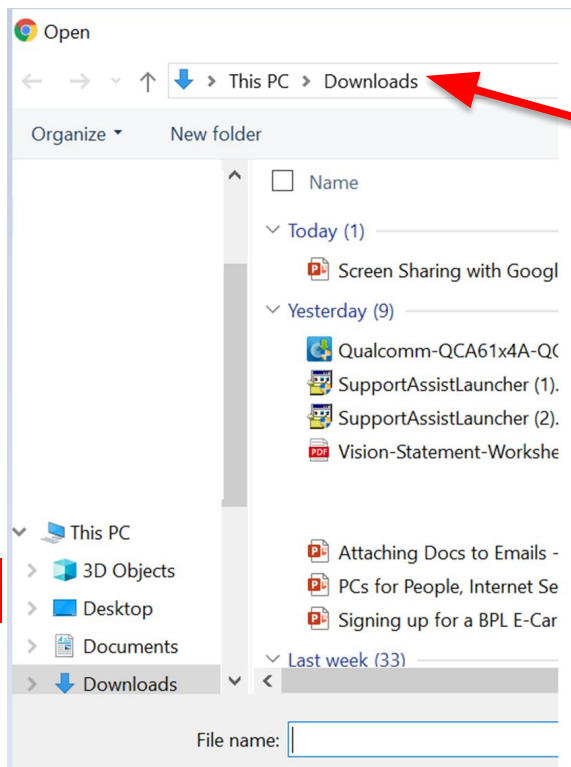 Open
This PC > Downloads
Organize
New folder
Name
Today (1)
Screen Sharing with Googl
Yesterday (9)
Qualcomm-QCA61x4A-QC
SupportAssistLauncher (1).
SupportAssistLauncher (2).
Vision-Statement-Workshe
Attaching Docs to Emails -
PCs for People, Internet Se
Signing up for a BPL E-Car
Last week (33)
This PC
3D Objects
Desktop
Documents
Downloads
File name: